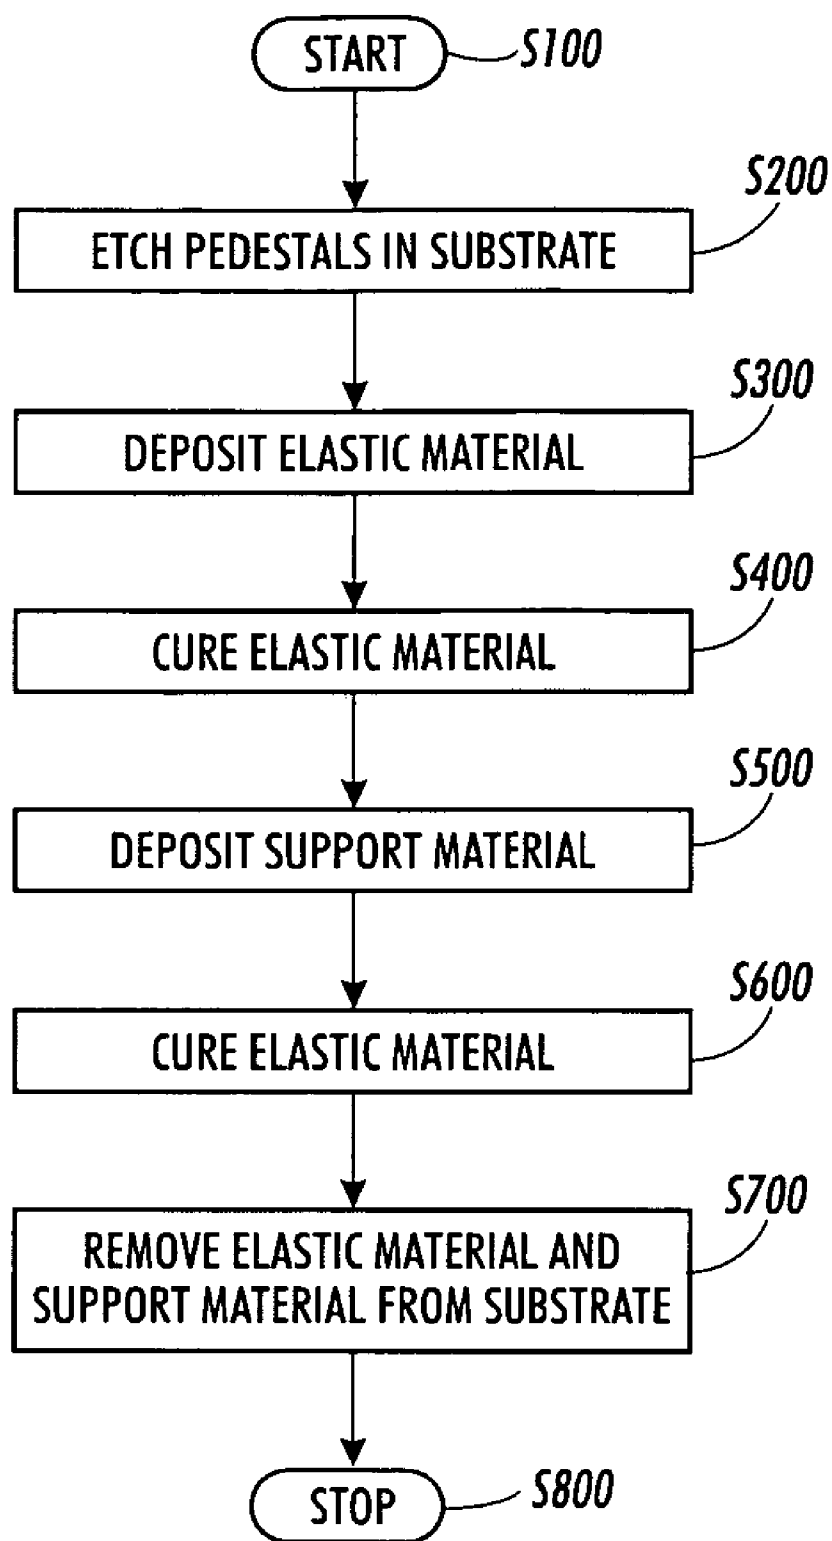 START
S100
S200
ETCH PEDESTALS IN SUBSTRATE
S300
DEPOSIT ELASTIC MATERIAL
S400
CURE ELASTIC MATERIAL
S500
DEPOSIT SUPPORT MATERIAL
S600
CURE ELASTIC MATERIAL
S700
REMOVE ELASTIC MATERIAL AND
SUPPORT MATERIAL FROM SUBSTRATE
STOP
S800